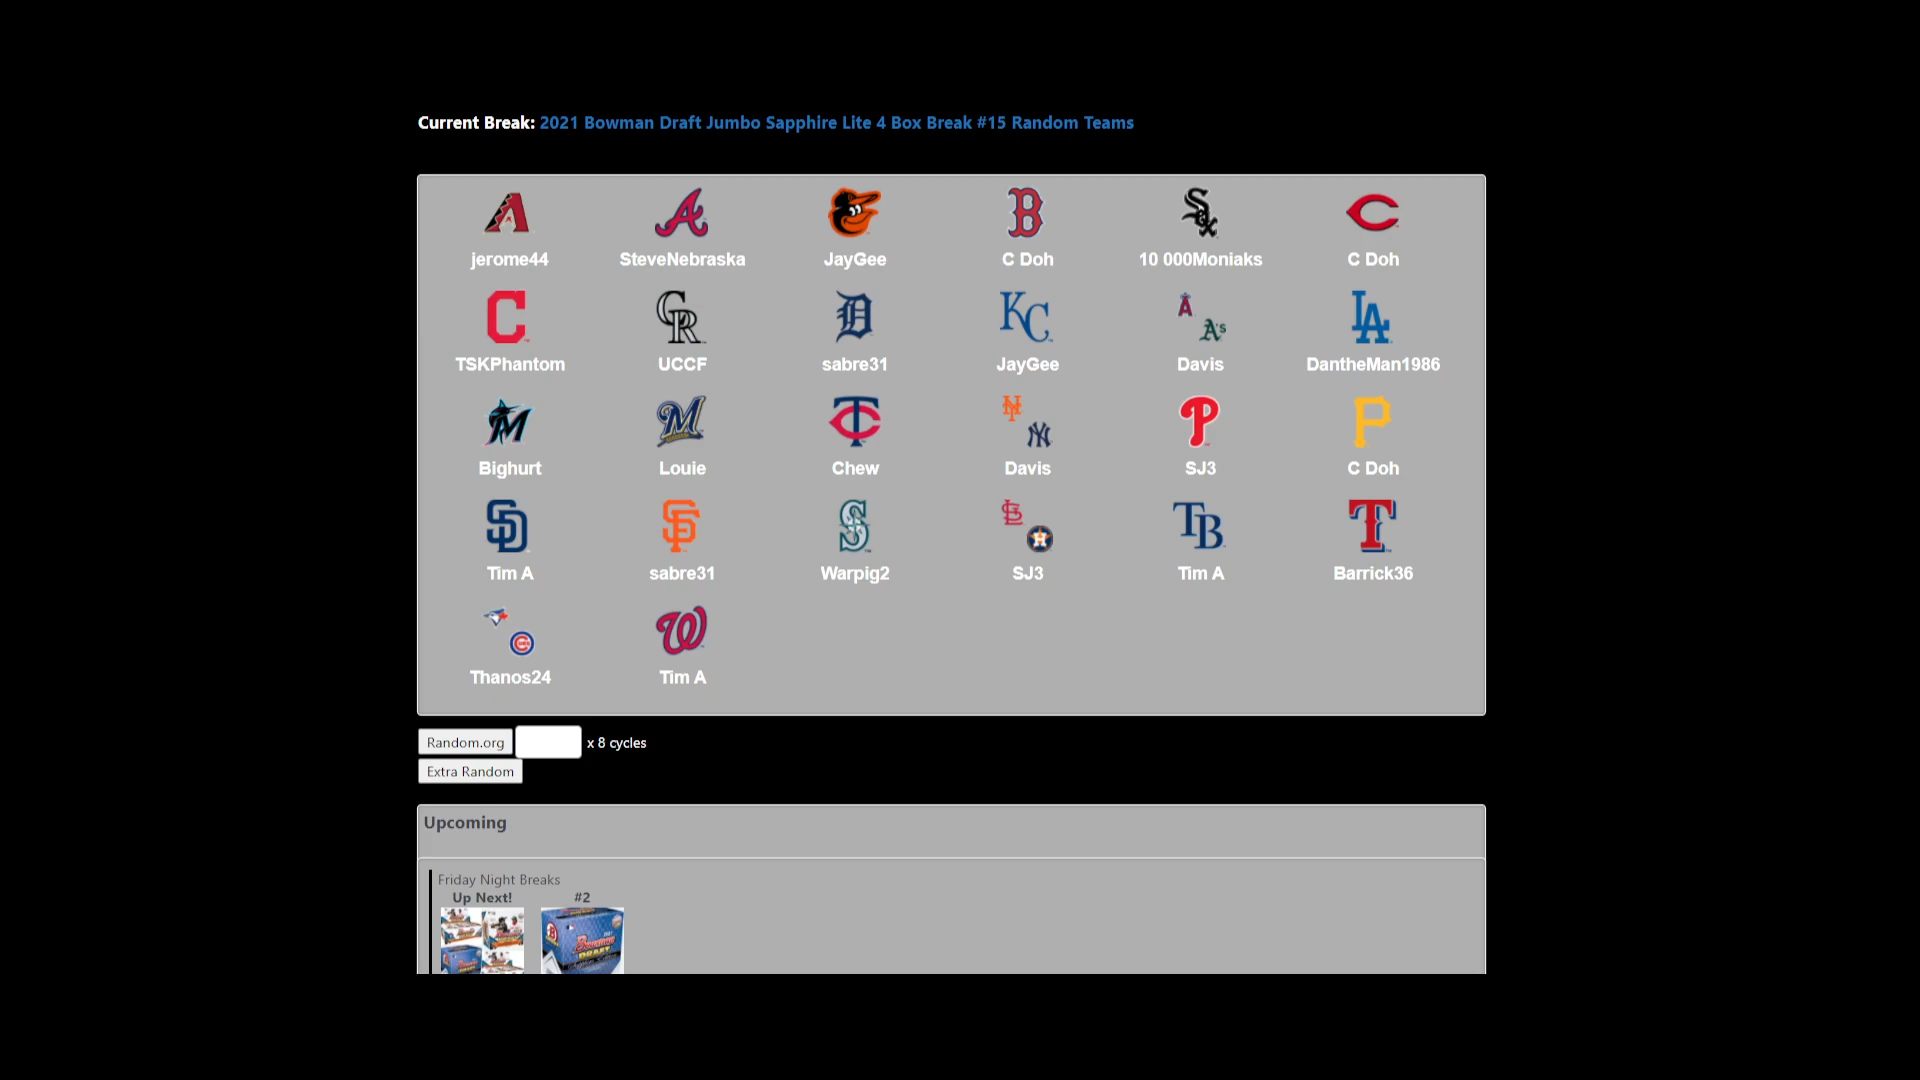 Current Break: 2021 Bowman Draft Jumbo Sapphire Lite 4 Box Break #15 Random Teams
jerome44 SteveNebraska JayGee C Doh 10 000Moniaks C Doh
TSKPhantom UCCF sabre31 JayGee Davis DantheMan1986
Bighurt Louie Chew Davis SJ3 C Doh
Tim A sabre31 Warpig2 SJ3 Tim A Barrick36
Thanos24 Tim A
Random.org x 8 cycles
Extra Random
Upcoming
Friday Night Breaks
Up Next! #2